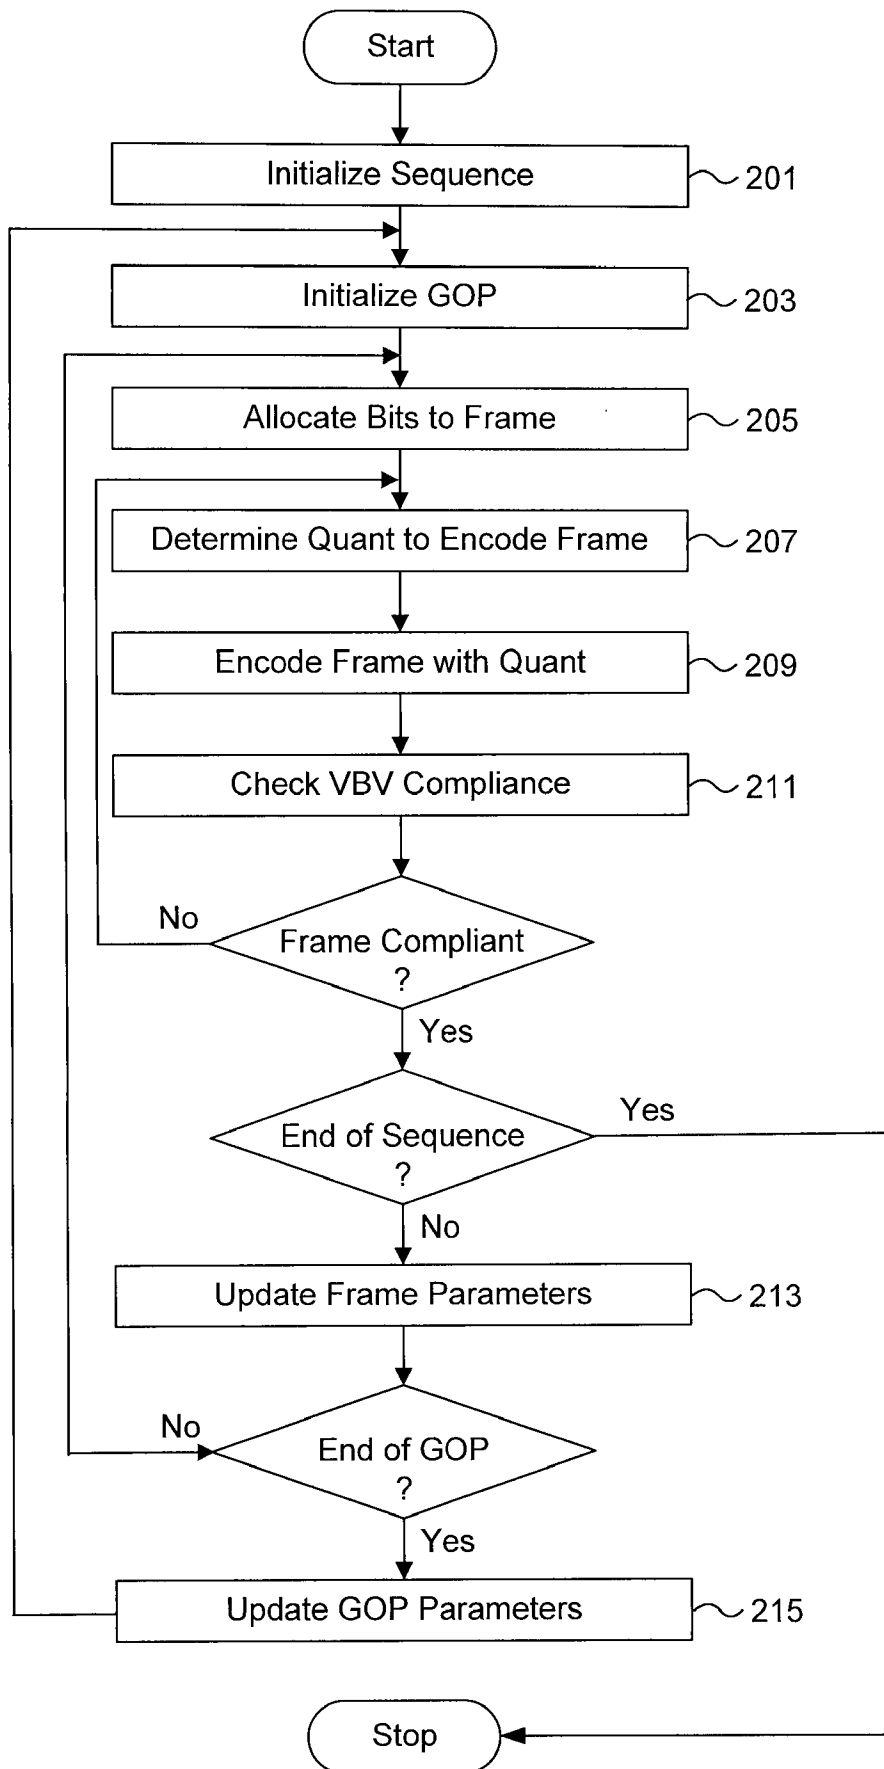 Start
Initialize Sequence
201
Initialize GOP
203
Allocate Bits to Frame
205
Determine Quant to Encode Frame
207
Encode Frame with Quant
209
Check VBV Compliance
211
No
Frame Compliant
?
Yes
Yes
End of Sequence
?
No
Update Frame Parameters
213
No
End of GOP
?
Yes
Update GOP Parameters
215
Stop